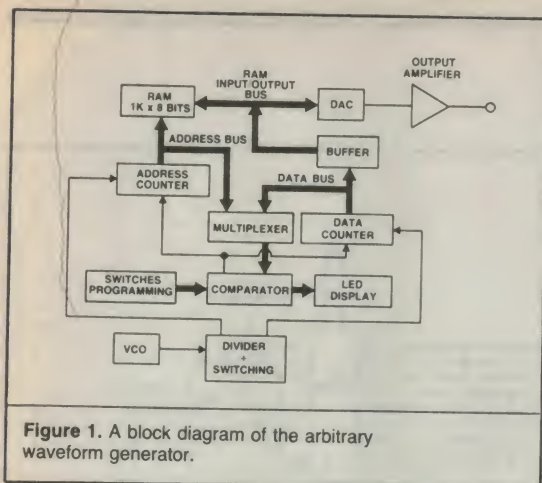 OUTPUT
AMPLIFIER
RAM
INPUT/OUTPUT
BUS
RAM
1K x 8 BITS
DAC
ADDRESS BUS
BUFFER
ADDRESS
COUNTER
DATA BUS
MULTIPLEXER
DATA
COUNTER
SWITCHES
PROGRAMMING
COMPARATOR
LED
DISPLAY
VCO
DIVIDER
+
SWITCHING
Figure 1. A block diagram of the arbitrary
waveform generator.